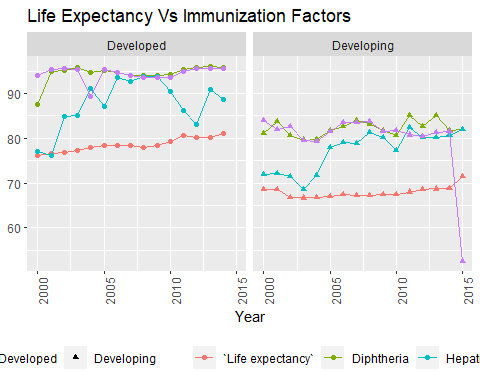 Life Expectancy Vs Immunization Factors
Developed
Developing
90
80
70
60
2000
2005
2010
2015
2000
2005
2010
2015
Year
Developed
Developing
`Life expectancy`
Diphtheria
Hepat